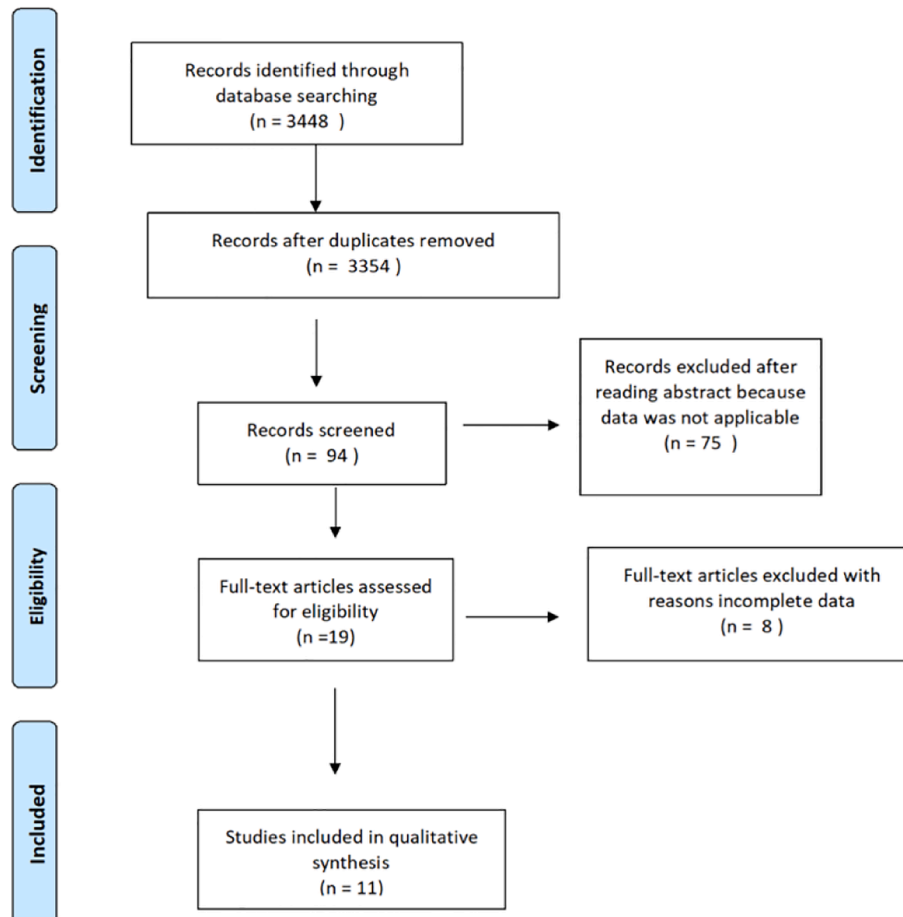 Identification
Records identified through
database searching
(n = 3448 )
Records after duplicates removed
(n = 3354 )
Screening
Records screened
(n = 94 )
Records excluded after
reading abstract because
data was not applicable
(n = 75 )
Eligibility
Full-text articles assessed
for eligibility
(n =19)
Full-text articles excluded with
reasons incomplete data
(n = 8 )
Included
Studies included in qualitative
synthesis
(n = 11)